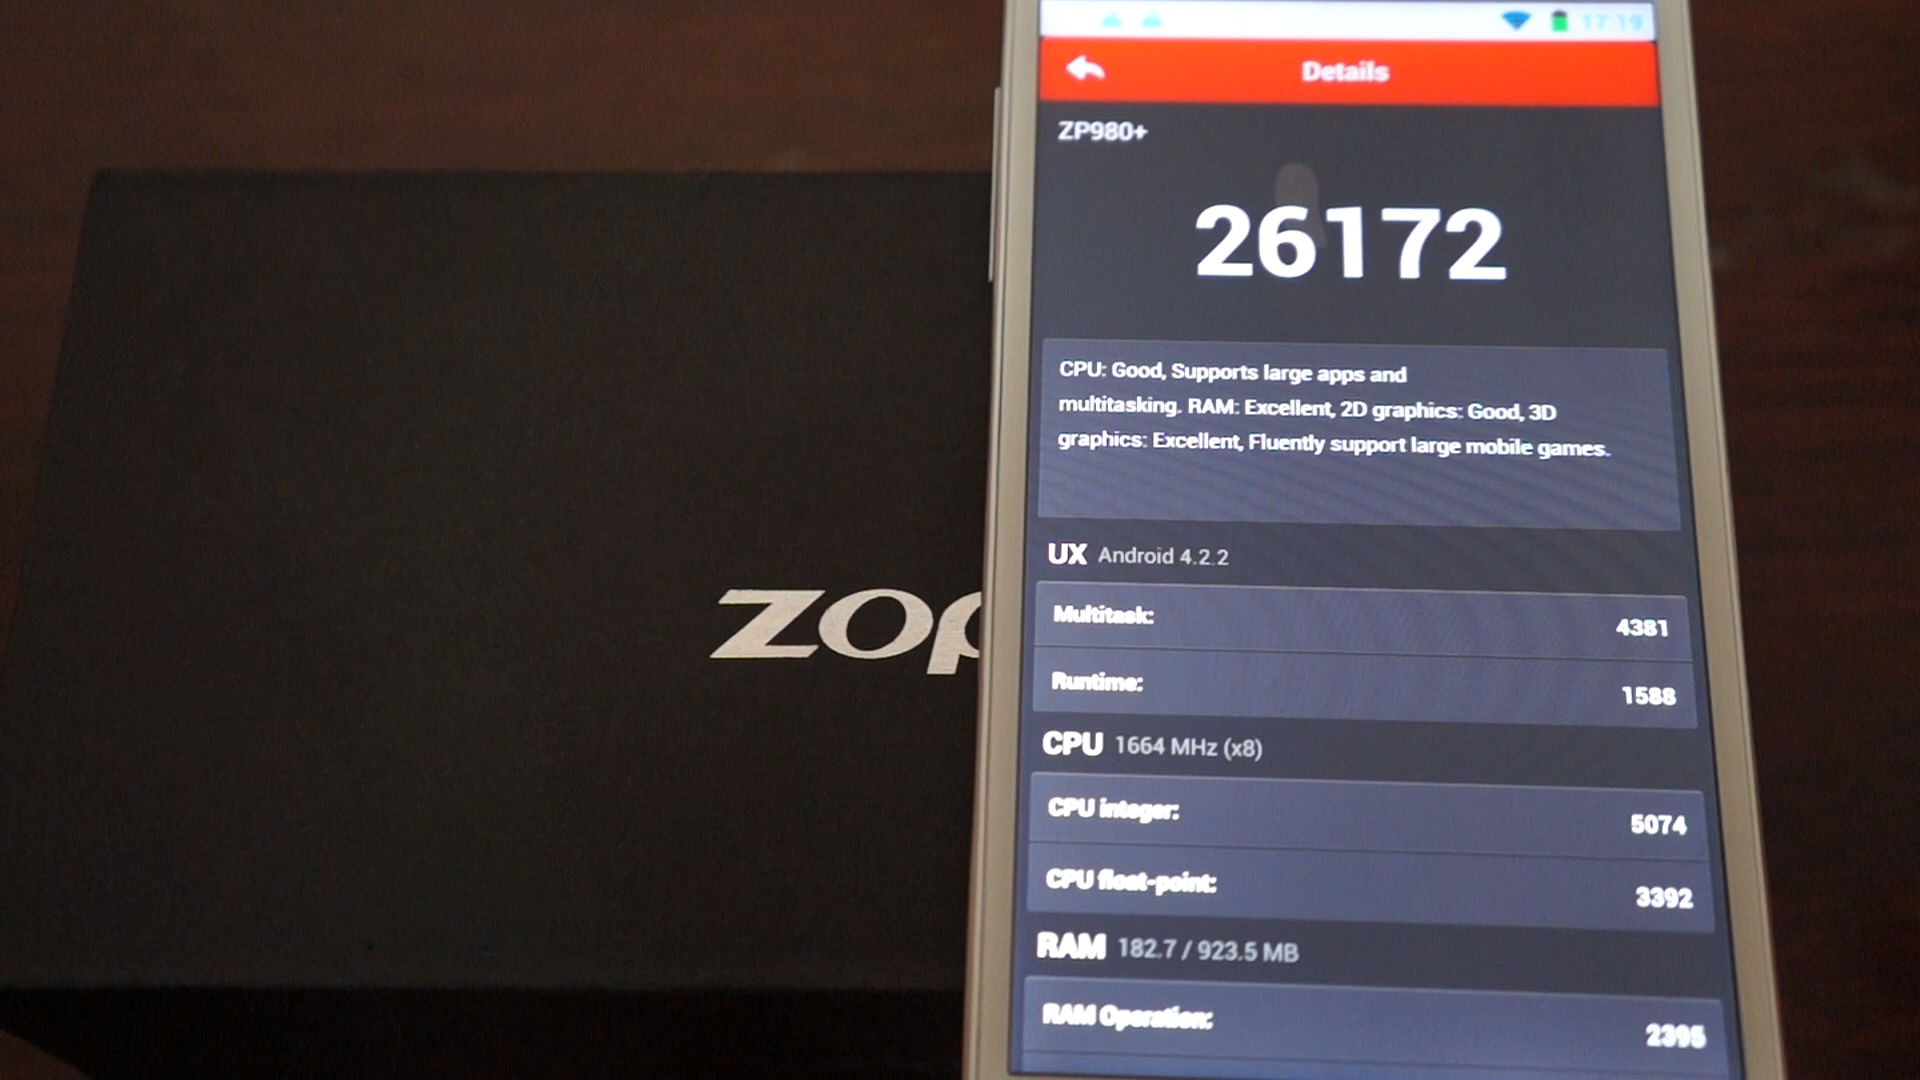 17:19
Details
ZP980+
26172
CPU: Good, Supports large apps and
multitasking. RAM: Excellent, 2D graphics: Good, 3D
graphics: Excellent, Fluently support large mobile games.
UX Android 4.2.2
Multitask: 4381
Runtime: 1588
CPU 1664 MHz (x8)
CPU integer: 5074
CPU float-point: 3392
RAM 182.7 / 923.5 MB
RAM Operation: 2395
zop